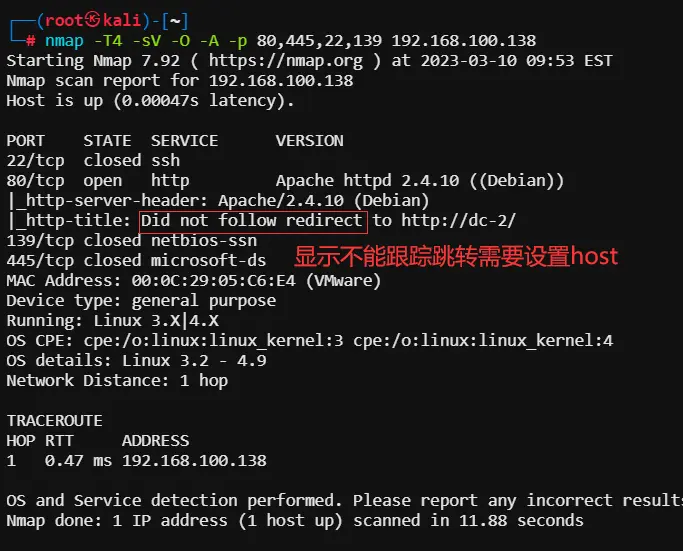 ┌──(root㉿kali)-[~]
└─# nmap -T4 -sV -O -A -p 80,445,22,139 192.168.100.138
Starting Nmap 7.92 ( https://nmap.org ) at 2023-03-10 09:53 EST
Nmap scan report for 192.168.100.138
Host is up (0.00047s latency).
PORT    STATE  SERVICE      VERSION
22/tcp  closed ssh
80/tcp  open   http         Apache httpd 2.4.10 ((Debian))
|_http-server-header: Apache/2.4.10 (Debian)
|_http-title: Did not follow redirect to http://dc-2/
139/tcp closed netbios-ssn
445/tcp closed microsoft-ds
显示不能跟踪跳转需要设置host
MAC Address: 00:0C:29:05:C6:E4 (VMware)
Device type: general purpose
Running: Linux 3.X|4.X
OS CPE: cpe:/o:linux:linux_kernel:3 cpe:/o:linux:linux_kernel:4
OS details: Linux 3.2 - 4.9
Network Distance: 1 hop
TRACEROUTE
HOP RTT     ADDRESS
1   0.47 ms 192.168.100.138
OS and Service detection performed. Please report any incorrect results
Nmap done: 1 IP address (1 host up) scanned in 11.88 seconds